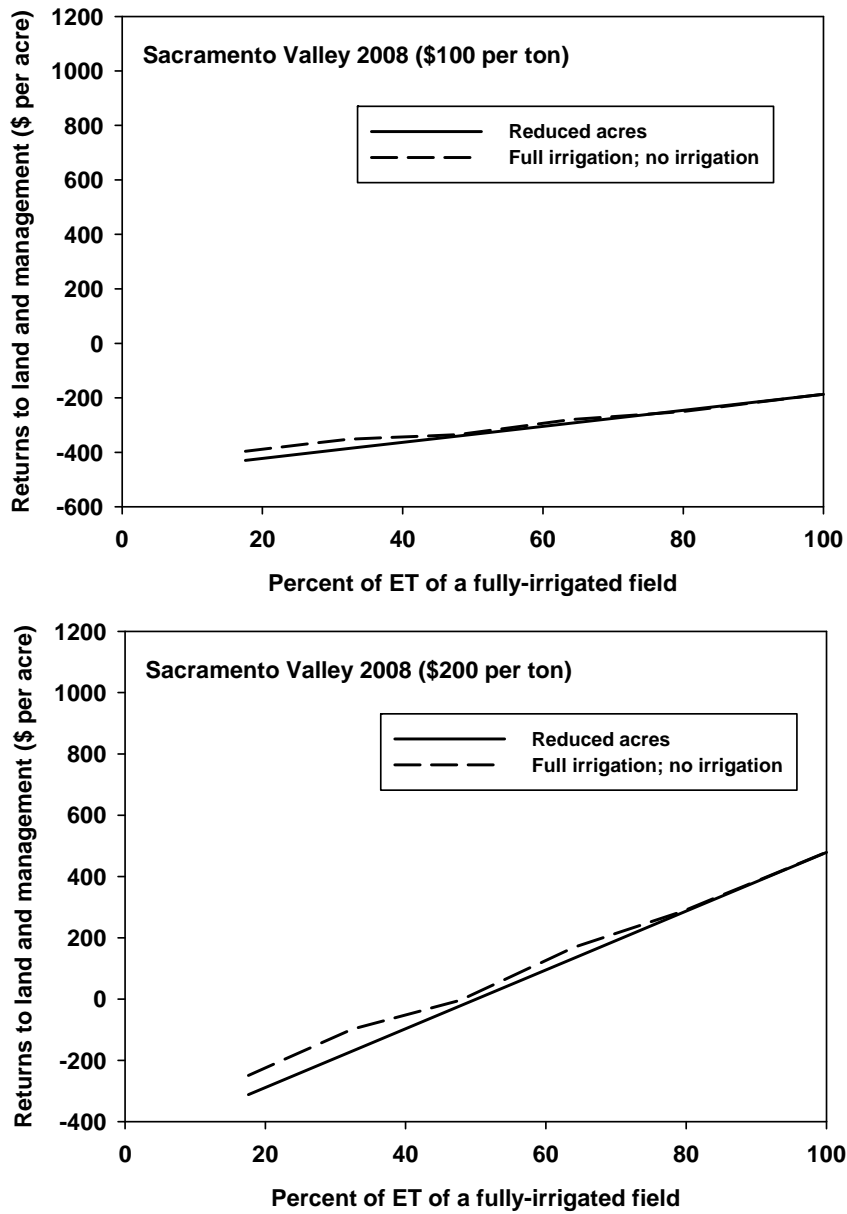 Sacramento Valley 2008 ($100 per ton)
Reduced acres
Full irrigation; no irrigation
Returns to land and management ($ per acre)
1200
1000
800
600
400
200
0
-200
-400
-600
0 20 40 60 80 100
Percent of ET of a fully-irrigated field
Sacramento Valley 2008 ($200 per ton)
Reduced acres
Full irrigation; no irrigation
Returns to land and management ($ per acre)
1200
1000
800
600
400
200
0
-200
-400
0 20 40 60 80 100
Percent of ET of a fully-irrigated field